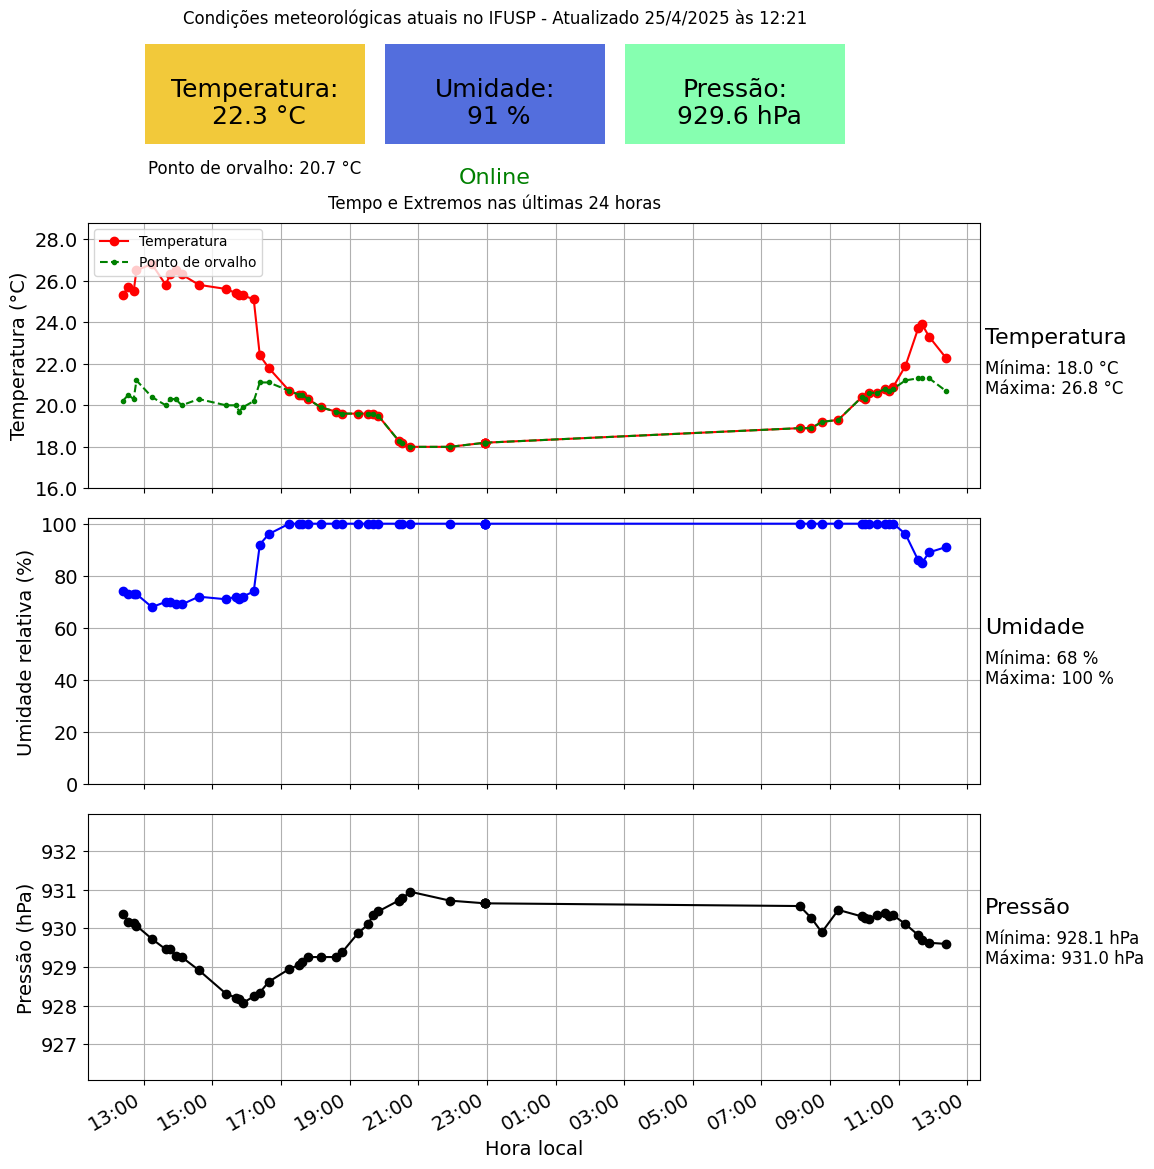 Condições meteorológicas atuais no IFUSP - Atualizado 25/4/2025 às 12:21
Temperatura:
22.3 °C
Umidade:
91 %
Pressão:
929.6 hPa
Ponto de orvalho: 20.7 °C
Online
Tempo e Extremos nas últimas 24 horas
Temperatura
Ponto de orvalho
Temperatura (°C)
28.0
26.0
24.0
22.0
20.0
18.0
16.0
Temperatura
Mínima: 18.0 °C
Máxima: 26.8 °C
Umidade relativa (%)
100
80
60
40
20
0
Umidade
Mínima: 68 %
Máxima: 100 %
Pressão (hPa)
932
931
930
929
928
927
Pressão
Mínima: 928.1 hPa
Máxima: 931.0 hPa
13:00 15:00 17:00 19:00 21:00 23:00 01:00 03:00 05:00 07:00 09:00 11:00 13:00
Hora local